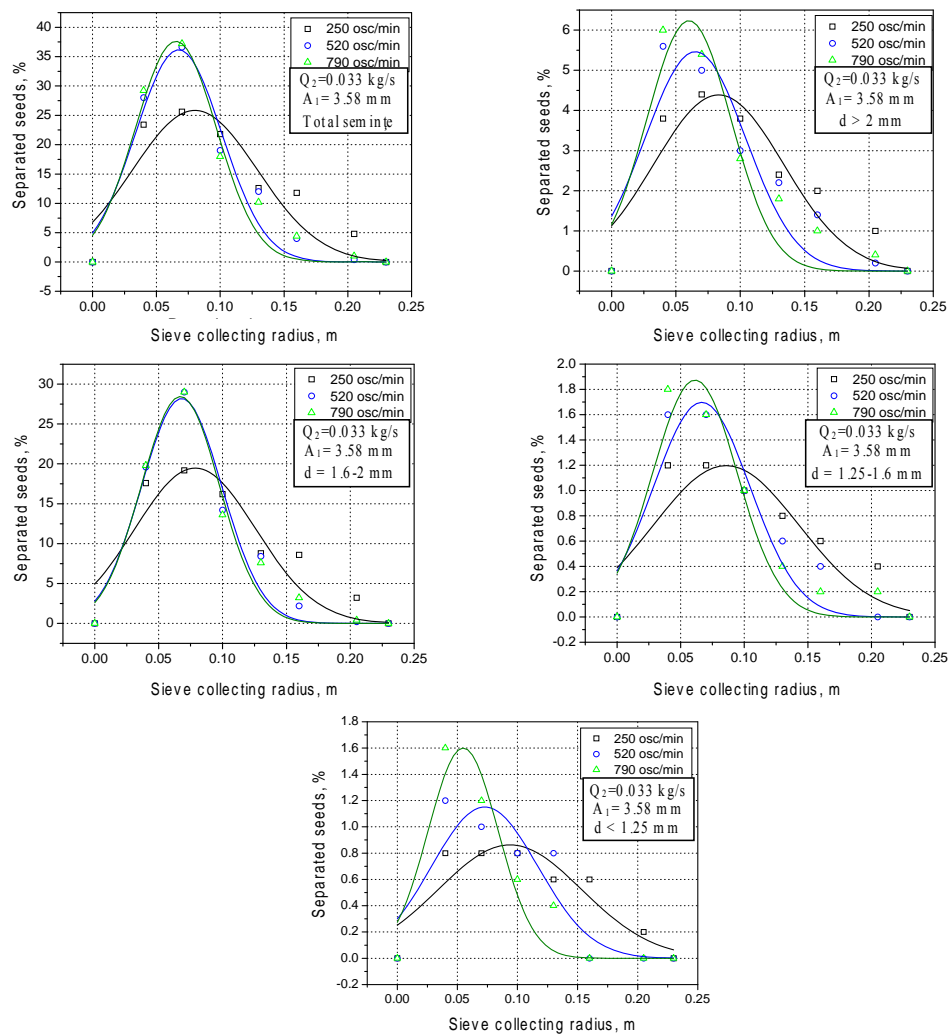 250 osc/min
520 osc/min
790 osc/min
Q2=0.033 kg/s
A1= 3.58 mm
Total seminţe
Separated seeds, %
40
35
30
25
20
15
10
5
0
-5
0.00 0.05 0.10 0.15 0.20 0.25
Sieve collecting radius, m
250 osc/min
520 osc/min
790 osc/min
Q2=0.033 kg/s
A1= 3.58 mm
d > 2 mm
Separated seeds, %
6
5
4
3
2
1
0
0.00 0.05 0.10 0.15 0.20 0.25
Sieve collecting radius, m
250 osc/min
520 osc/min
790 osc/min
Q2=0.033 kg/s
A1= 3.58 mm
d = 1.6-2 mm
Separated seeds, %
30
25
20
15
10
5
0
-5
0.00 0.05 0.10 0.15 0.20 0.25
Sieve collecting radius, m
250 osc/min
520 osc/min
790 osc/min
Q2=0.033 kg/s
A1= 3.58 mm
d = 1.25-1.6 mm
Separated seeds, %
2.0
1.8
1.6
1.4
1.2
1.0
0.8
0.6
0.4
0.2
0.0
-0.2
0.00 0.05 0.10 0.15 0.20 0.25
Sieve collecting radius, m
250 osc/min
520 osc/min
790 osc/min
Q2=0.033 kg/s
A1= 3.58 mm
d < 1.25 mm
Separated seeds, %
1.8
1.6
1.4
1.2
1.0
0.8
0.6
0.4
0.2
0.0
-0.2
0.00 0.05 0.10 0.15 0.20 0.25
Sieve collecting radius, m